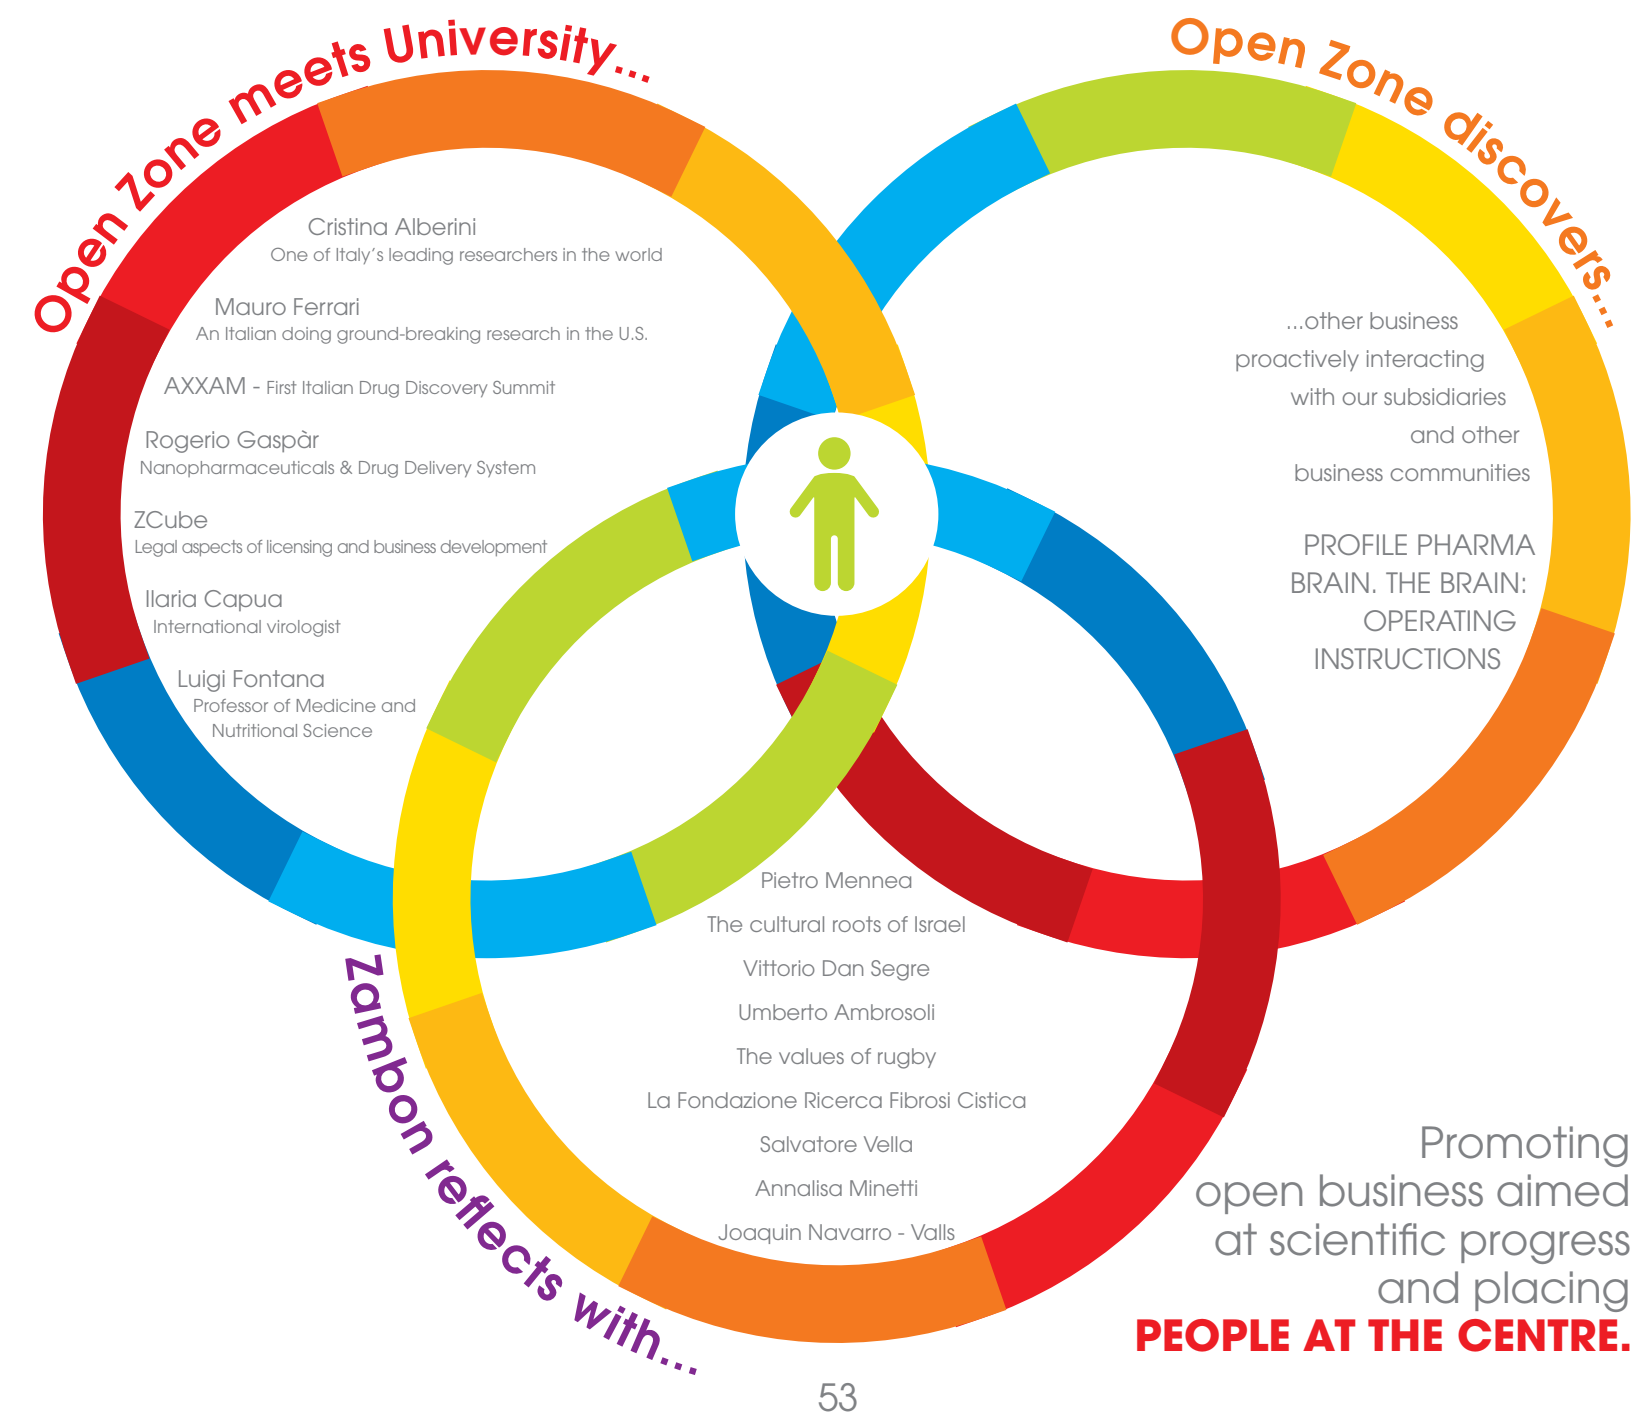 Open Zone meets University...
Cristina Alberini
One of Italy's leading researchers in the world
Mauro Ferrari
An Italian doing ground-breaking research in the U.S.
AXXAM - First Italian Drug Discovery Summit
Rogerio Gaspàr
Nanopharmaceuticals & Drug Delivery System
ZCube
Legal aspects of licensing and business development
Ilaria Capua
International virologist
Luigi Fontana
Professor of Medicine and
Nutritional Science
Open Zone discovers...
...other business
proactively interacting
with our subsidiaries
and other
business communities
PROFILE PHARMA
BRAIN. THE BRAIN:
OPERATING
INSTRUCTIONS
Zambon reflects with...
Pietro Mennea
The cultural roots of Israel
Vittorio Dan Segre
Umberto Ambrosoli
The values of rugby
La Fondazione Ricerca Fibrosi Cistica
Salvatore Vella
Annalisa Minetti
Joaquin Navarro - Valls
Promoting
open business aimed
at scientific progress
and placing
PEOPLE AT THE CENTRE.
53